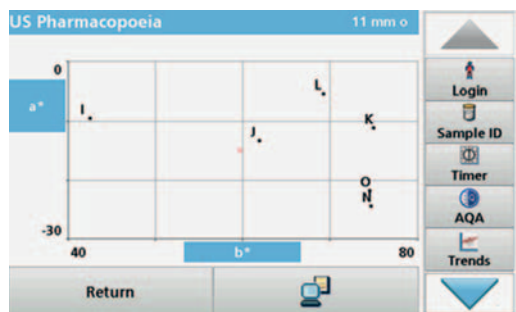 US Pharmacopoeia 11 mm o
0
a*
I
J
L
K
O
N
-30
40 b* 80
Return
Login
Sample ID
Timer
AQA
Trends